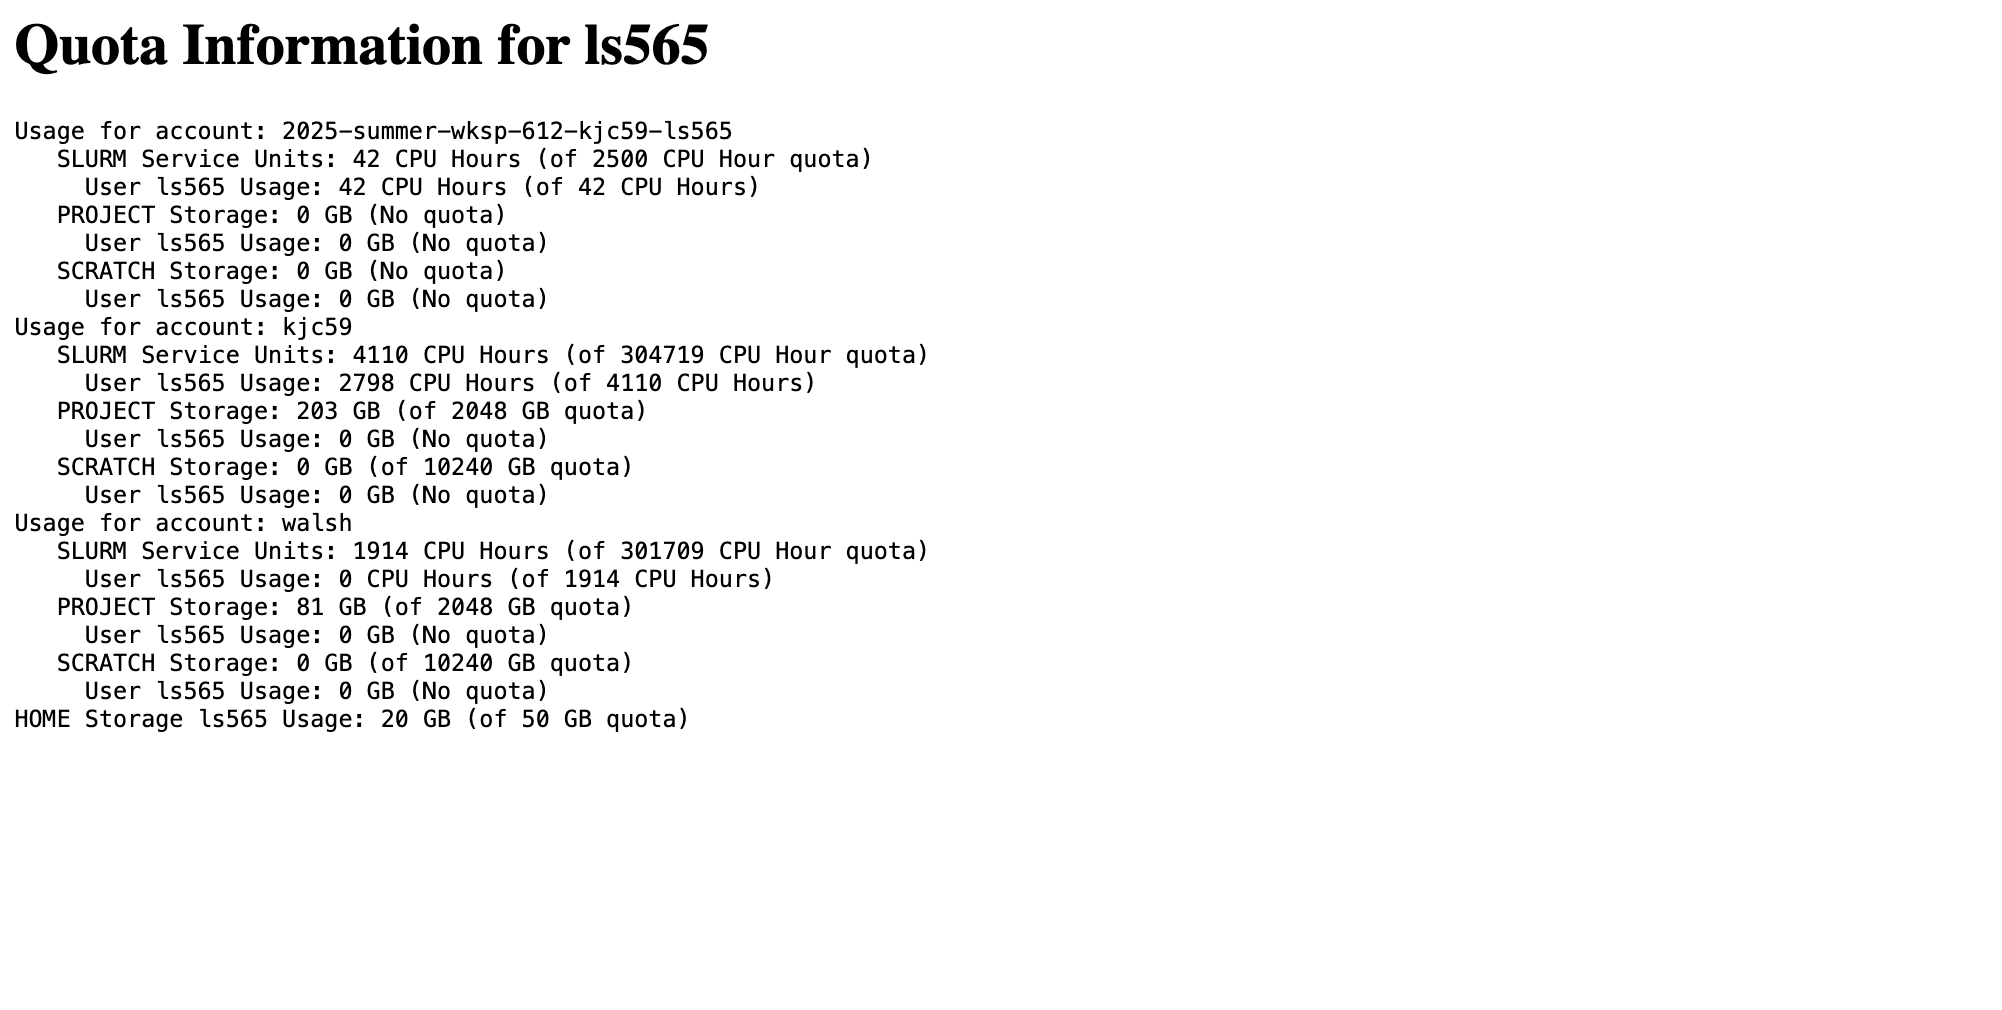 Quota Information for ls565
Usage for account: 2025-summer-wksp-612-kjc59-ls565
   SLURM Service Units: 42 CPU Hours (of 2500 CPU Hour quota)
     User ls565 Usage: 42 CPU Hours (of 42 CPU Hours)
   PROJECT Storage: 0 GB (No quota)
     User ls565 Usage: 0 GB (No quota)
   SCRATCH Storage: 0 GB (No quota)
     User ls565 Usage: 0 GB (No quota)
Usage for account: kjc59
   SLURM Service Units: 4110 CPU Hours (of 304719 CPU Hour quota)
     User ls565 Usage: 2798 CPU Hours (of 4110 CPU Hours)
   PROJECT Storage: 203 GB (of 2048 GB quota)
     User ls565 Usage: 0 GB (No quota)
   SCRATCH Storage: 0 GB (of 10240 GB quota)
     User ls565 Usage: 0 GB (No quota)
Usage for account: walsh
   SLURM Service Units: 1914 CPU Hours (of 301709 CPU Hour quota)
     User ls565 Usage: 0 CPU Hours (of 1914 CPU Hours)
   PROJECT Storage: 81 GB (of 2048 GB quota)
     User ls565 Usage: 0 GB (No quota)
   SCRATCH Storage: 0 GB (of 10240 GB quota)
     User ls565 Usage: 0 GB (No quota)
HOME Storage ls565 Usage: 20 GB (of 50 GB quota)